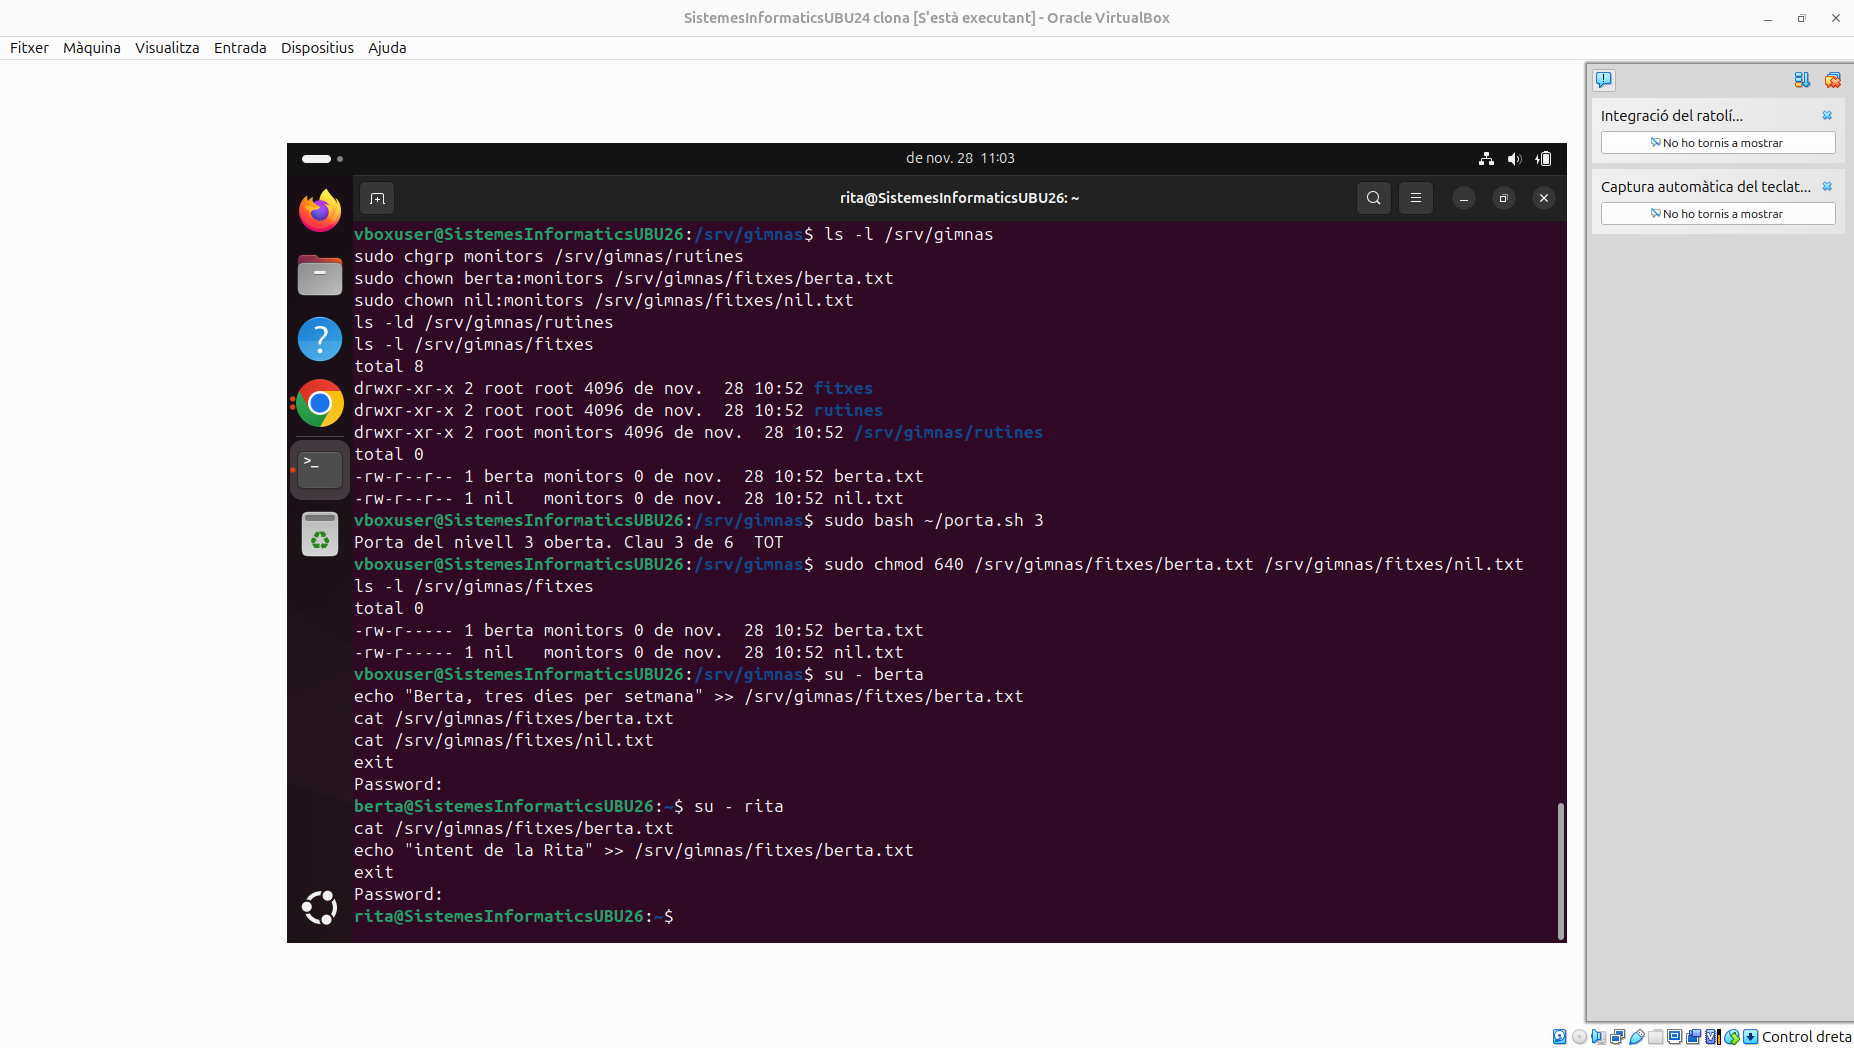 SistemesInformaticsUBU24 clona [S'està executant] - Oracle VirtualBox
Fitxer Màquina Visualitza Entrada Dispositius Ajuda
Integració del ratolí...
No ho tornis a mostrar
Captura automàtica del teclat...
No ho tornis a mostrar
de nov. 28 11:03
rita@SistemesInformaticsUBU26: ~
vboxuser@SistemesInformaticsUBU26:/srv/gimnas$ ls -l /srv/gimnas
sudo chgrp monitors /srv/gimnas/rutines
sudo chown berta:monitors /srv/gimnas/fitxes/berta.txt
sudo chown nil:monitors /srv/gimnas/fitxes/nil.txt
ls -ld /srv/gimnas/rutines
ls -l /srv/gimnas/fitxes
total 8
drwxr-xr-x 2 root root 4096 de nov.  28 10:52 fitxes
drwxr-xr-x 2 root root 4096 de nov.  28 10:52 rutines
drwxr-xr-x 2 root monitors 4096 de nov.  28 10:52 /srv/gimnas/rutines
total 0
-rw-r--r-- 1 berta monitors 0 de nov.  28 10:52 berta.txt
-rw-r--r-- 1 nil   monitors 0 de nov.  28 10:52 nil.txt
vboxuser@SistemesInformaticsUBU26:/srv/gimnas$ sudo bash ~/porta.sh 3
Porta del nivell 3 oberta. Clau 3 de 6  TOT
vboxuser@SistemesInformaticsUBU26:/srv/gimnas$ sudo chmod 640 /srv/gimnas/fitxes/berta.txt /srv/gimnas/fitxes/nil.txt
ls -l /srv/gimnas/fitxes
total 0
-rw-r----- 1 berta monitors 0 de nov.  28 10:52 berta.txt
-rw-r----- 1 nil   monitors 0 de nov.  28 10:52 nil.txt
vboxuser@SistemesInformaticsUBU26:/srv/gimnas$ su - berta
echo "Berta, tres dies per setmana" >> /srv/gimnas/fitxes/berta.txt
cat /srv/gimnas/fitxes/berta.txt
cat /srv/gimnas/fitxes/nil.txt
exit
Password:
berta@SistemesInformaticsUBU26:~$ su - rita
cat /srv/gimnas/fitxes/berta.txt
echo "intent de la Rita" >> /srv/gimnas/fitxes/berta.txt
exit
Password:
rita@SistemesInformaticsUBU26:~$
Control dreta